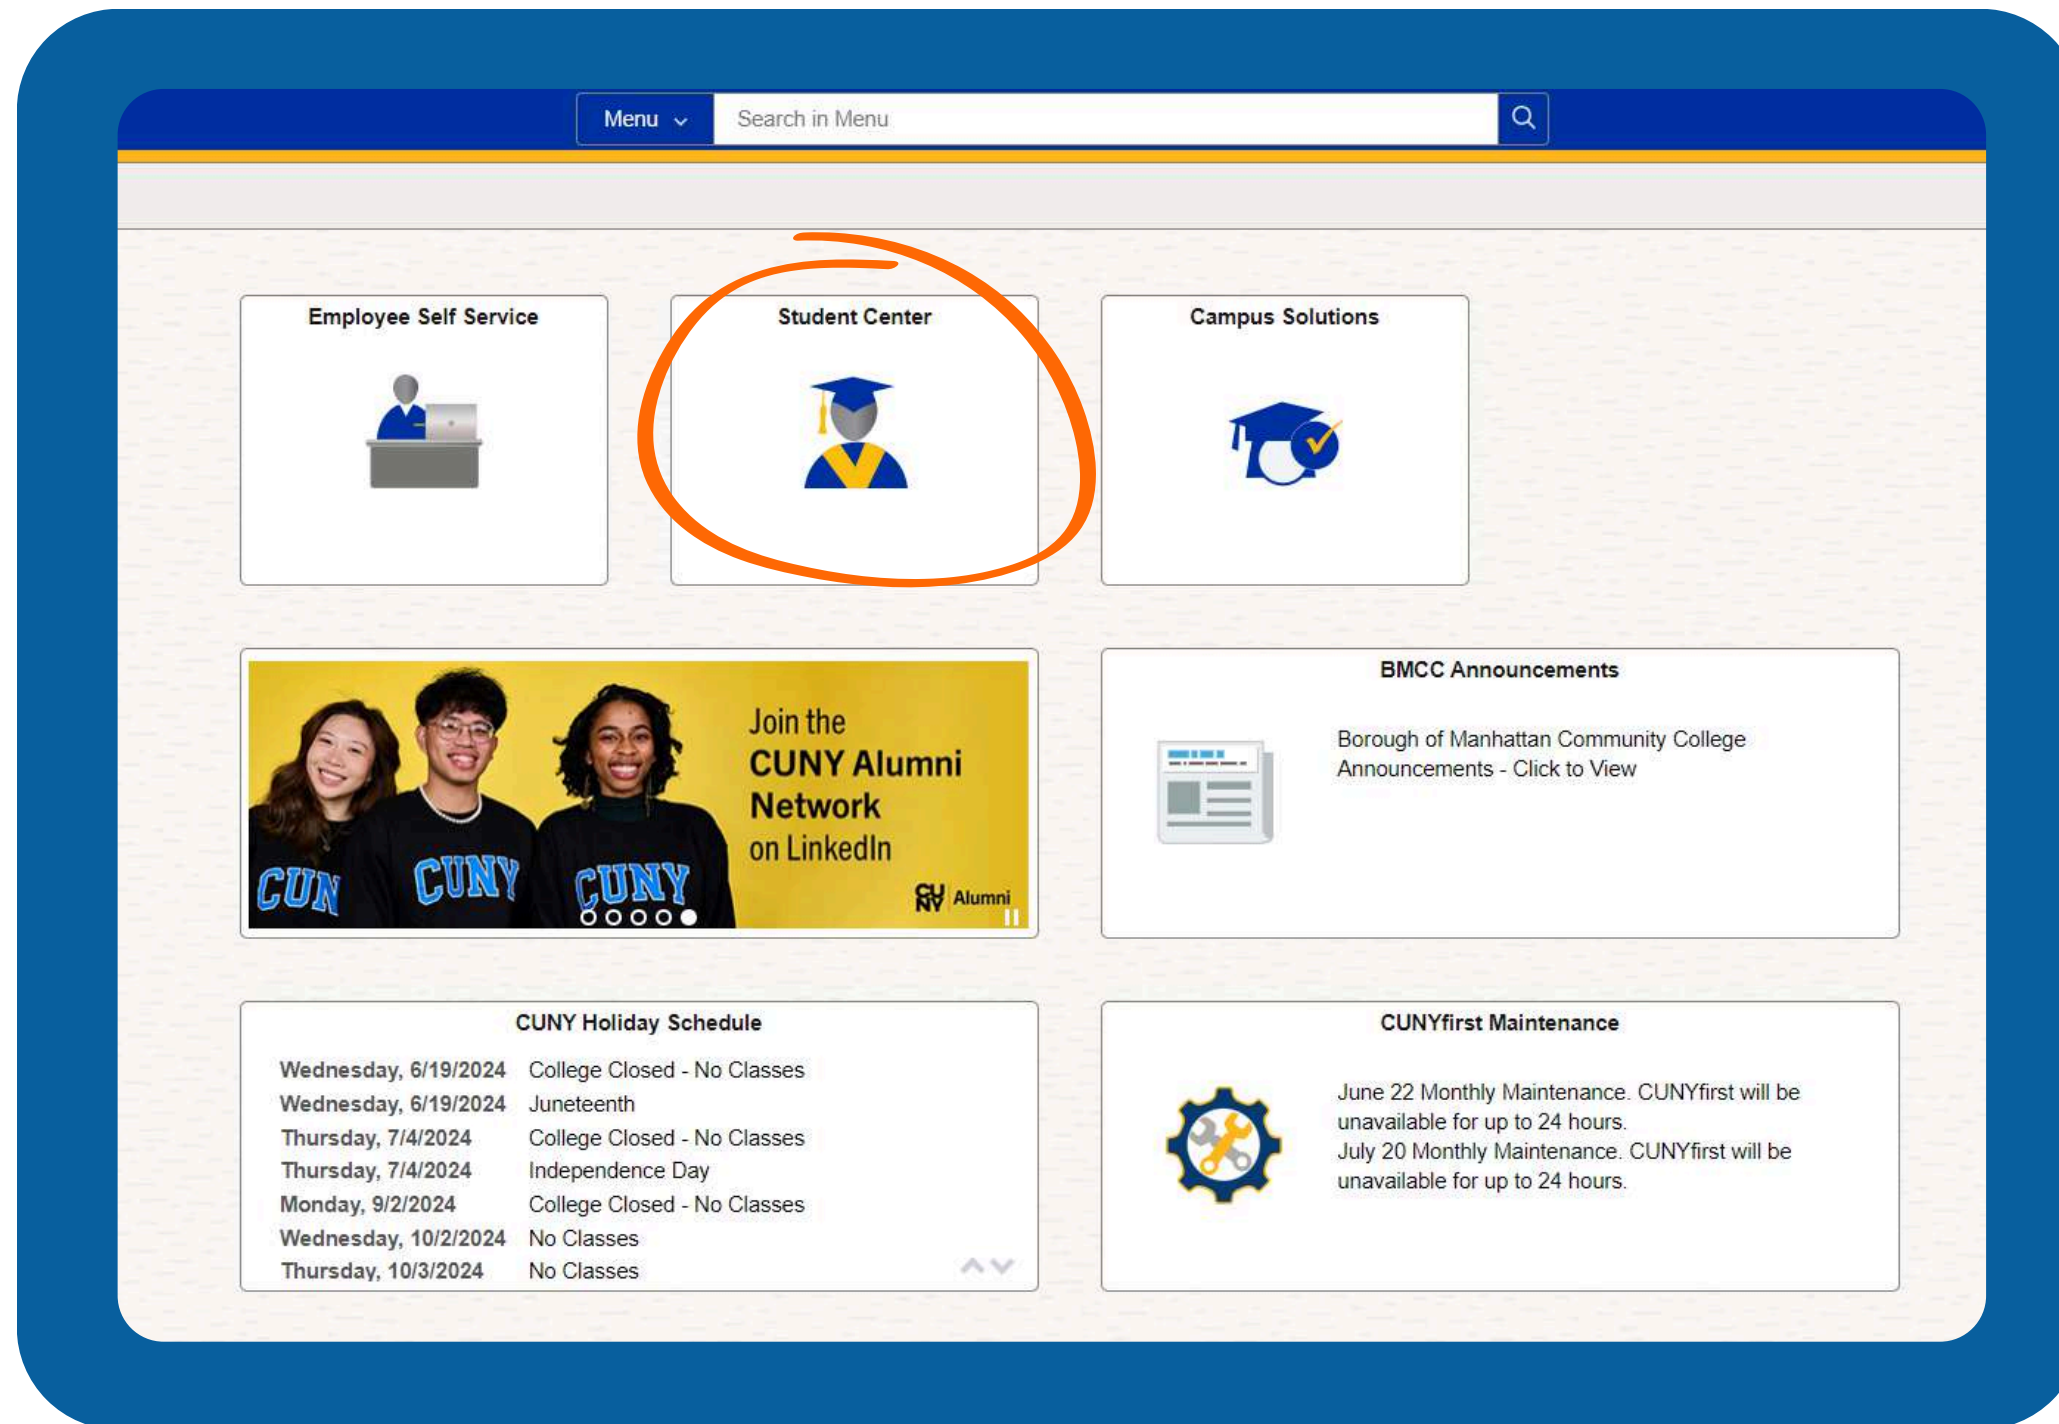 Menu
Search in Menu
Employee Self Service
Student Center
Campus Solutions
Join the
CUNY Alumni
Network
on LinkedIn
CUN
CUNY
CUNY
CUNY Alumni
BMCC Announcements
Borough of Manhattan Community College
Announcements - Click to View
CUNY Holiday Schedule
Wednesday, 6/19/2024 College Closed - No Classes
Wednesday, 6/19/2024 Juneteenth
Thursday, 7/4/2024 College Closed - No Classes
Thursday, 7/4/2024 Independence Day
Monday, 9/2/2024 College Closed - No Classes
Wednesday, 10/2/2024 No Classes
Thursday, 10/3/2024 No Classes
CUNYfirst Maintenance
June 22 Monthly Maintenance. CUNYfirst will be
unavailable for up to 24 hours.
July 20 Monthly Maintenance. CUNYfirst will be
unavailable for up to 24 hours.